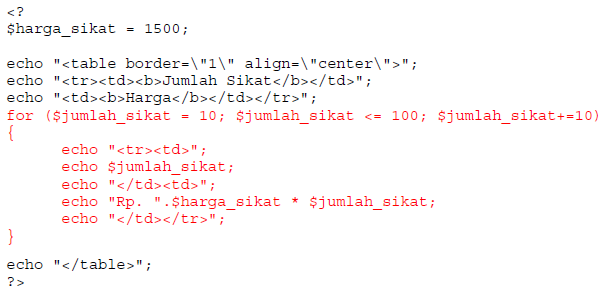 <?
$harga_sikat = 1500;
echo "<table border=\"1\" align=\"center\">";
echo "<tr><td><b>Jumlah Sikat</b></td>";
echo "<td><b>Harga</b></td></tr>";
for ($jumlah_sikat = 10; $jumlah_sikat <= 100; $jumlah_sikat+=10)
{
echo "<tr><td>";
echo $jumlah_sikat;
echo "</td><td>";
echo "Rp. ".$harga_sikat * $jumlah_sikat;
echo "</td></tr>";
}
echo "</table>";
?>